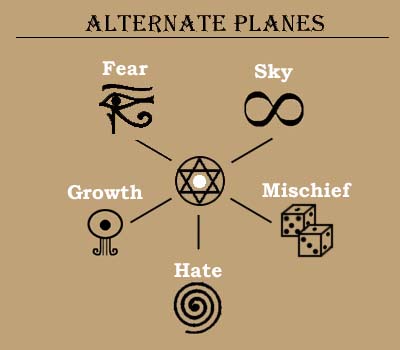 ALTERNATE PLANES
Fear
Sky
Growth
Mischief
Hate